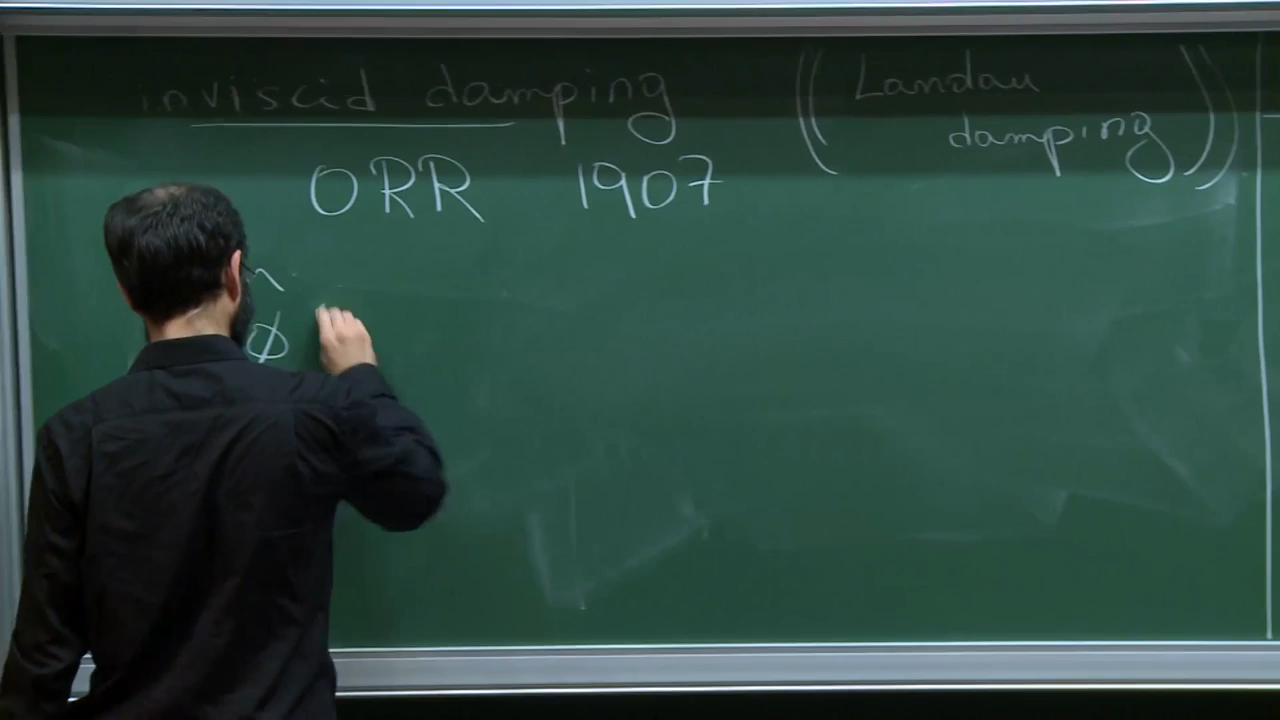 inviscid damping ((Landau damping))
ORR 1907
^
ϕ